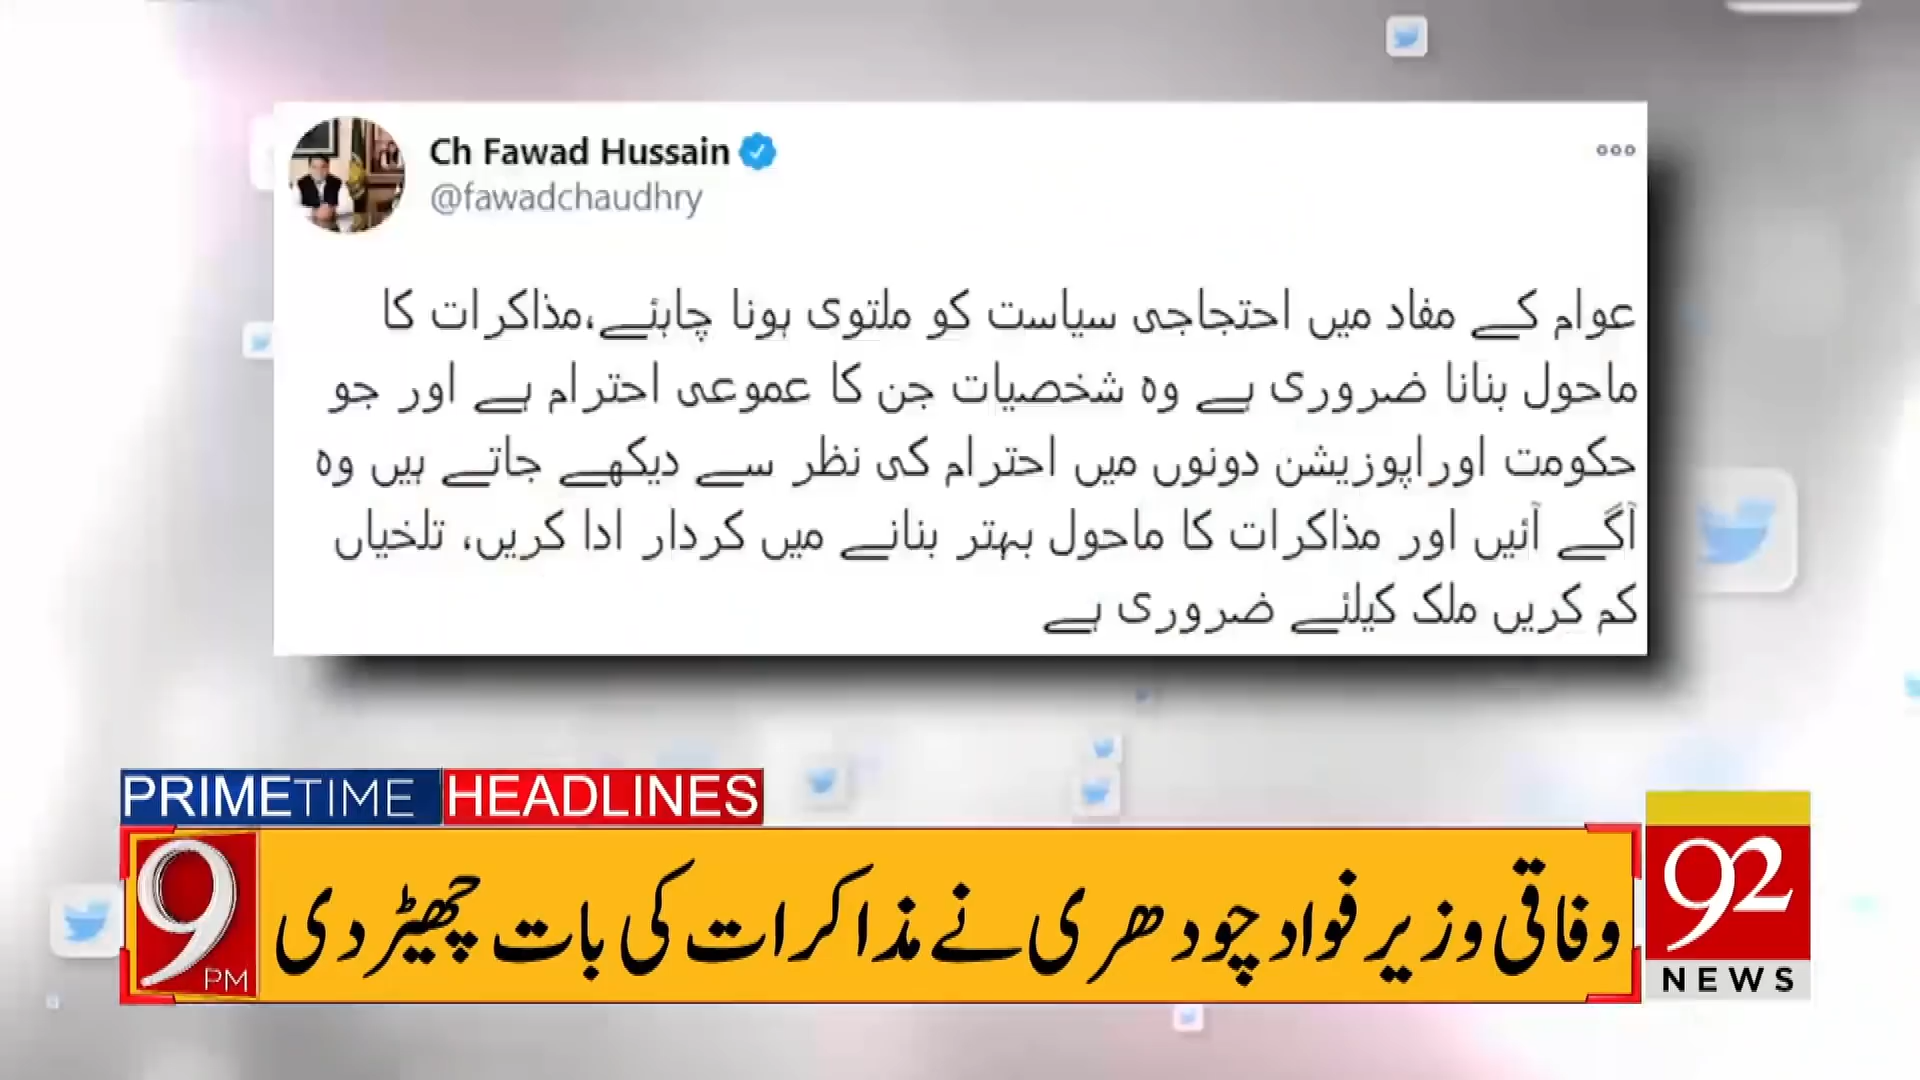 Ch Fawad Hussain
@fawadchaudhry
عوام کے مفاد میں احتجاجی سیاست کو ملتوی ہونا چاہئے،مذاکرات کا
ماحول بنانا ضروری ہے وہ شخصیات جن کا عموعی احترام ہے اور جو
حکومت اوراپوزیشن دونوں میں احترام کی نظر سے دیکھے جاتے ہیں وہ
آگے آئیں اور مذاکرات کا ماحول بہتر بنانے میں کردار ادا کریں، تلخیاں
کم کریں ملک کیلئے ضروری ہے
PRIMETIME HEADLINES
9 PM
وفاقی وزیر فواد چودھری نے مذاکرات کی بات چھیڑ دی
92
NEWS